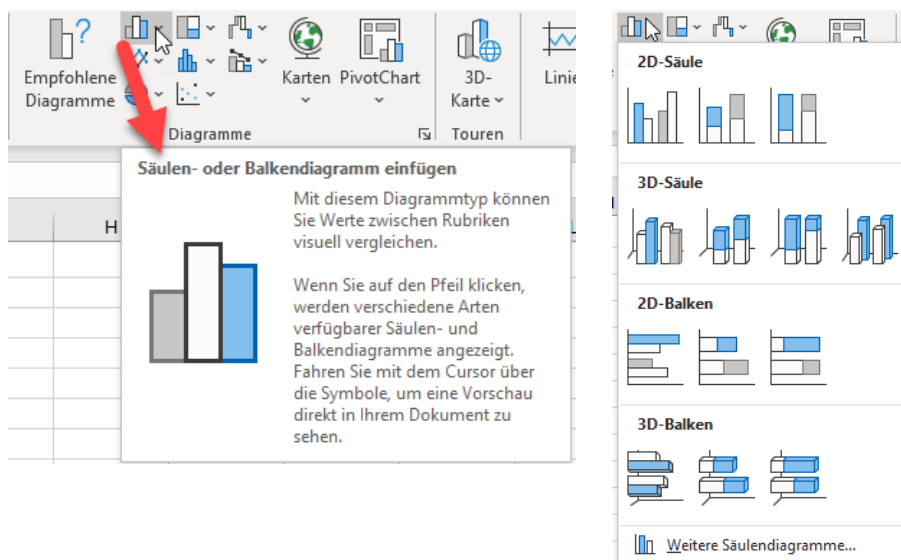 Empfohlene
Diagramme
Karten
PivotChart
3D-
Karte
Linie
Diagramme
Touren
Säulen- oder Balkendiagramm einfügen
Mit diesem Diagrammtyp können
Sie Werte zwischen Rubriken
visuell vergleichen.
Wenn Sie auf den Pfeil klicken,
werden verschiedene Arten
verfügbarer Säulen- und
Balkendiagramme angezeigt.
Fahren Sie mit dem Cursor über
die Symbole, um eine Vorschau
direkt in Ihrem Dokument zu
sehen.
H
2D-Säule
3D-Säule
2D-Balken
3D-Balken
Weitere Säulendiagramme...